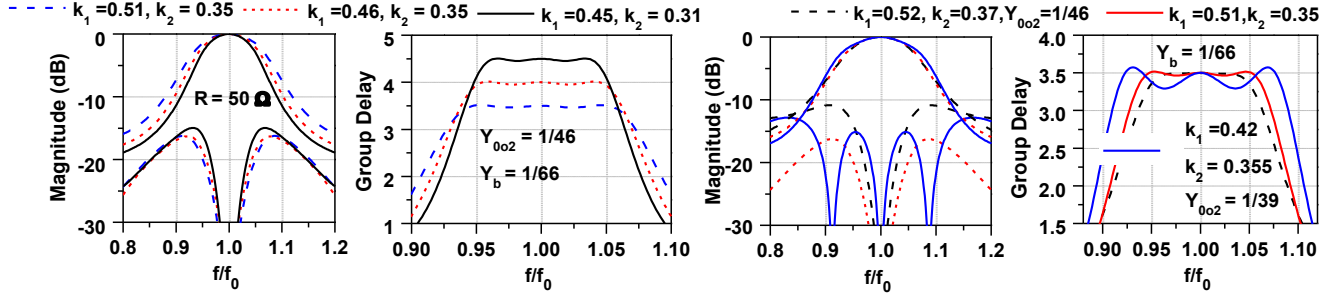 k1 =0.51, k2 = 0.35 k1 =0.46, k2 = 0.35 k1 =0.45, k2 = 0.31
Magnitude (dB)
0
-10
-20
-30
R = 50 Ω
0.8 0.9 1.0 1.1 1.2
f/f0
Group Delay
6
5
4
3
2
1
Y0o2 = 1/46
Yb = 1/66
0.90 0.95 1.00 1.05 1.10
f/f0
k1=0.52, k2=0.37,Y0o2=1/46 k1=0.51,k2=0.35
Magnitude (dB)
0
-10
-20
-30
0.8 0.9 1.0 1.1 1.2
f/f0
Group Delay
4.0
3.5
3.0
2.5
2.0
1.5
Yb = 1/66
k1 =0.42
k2 = 0.355
Y0o2 = 1/39
0.90 0.95 1.00 1.05 1.10
f/f0